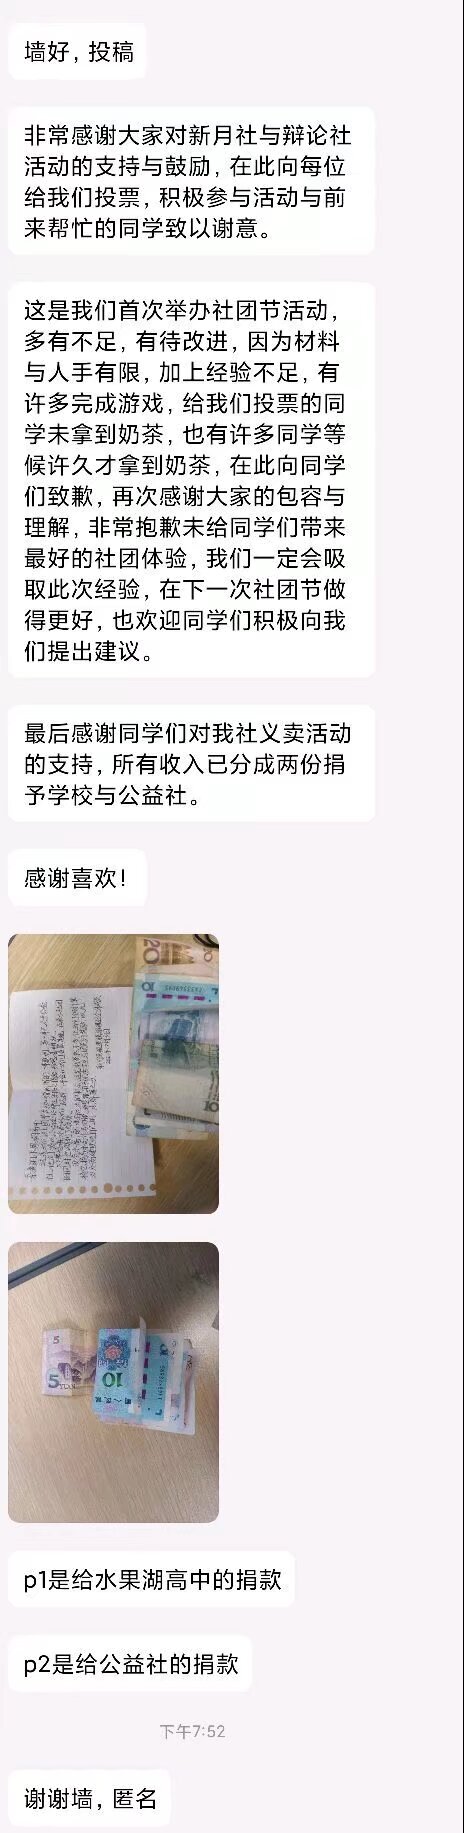 墙好，投稿
非常感谢大家对新月社与辩论社
活动的支持与鼓励，在此向每位
给我们投票，积极参与活动与前
来帮忙的同学致以谢意。
这是我们首次举办社团节活动，
多有不足，有待改进，因为材料
与人手有限，加上经验不足，有
许多完成游戏，给我们投票的同
学未拿到奶茶，也有许多同学等
候许久才拿到奶茶，在此向同学
们致歉，再次感谢大家的包容与
理解，非常抱歉未给同学们带来
最好的社团体验，我们一定会吸
取此次经验，在下一次社团节做
得更好，也欢迎同学们积极向我
们提出建议。
最后感谢同学们对我社义卖活动
的支持，所有收入已分成两份捐
予学校与公益社。
感谢喜欢！
20
10
5
5
YUAN
10
p1是给水果湖高中的捐款
p2是给公益社的捐款
下午7:52
谢谢墙，匿名